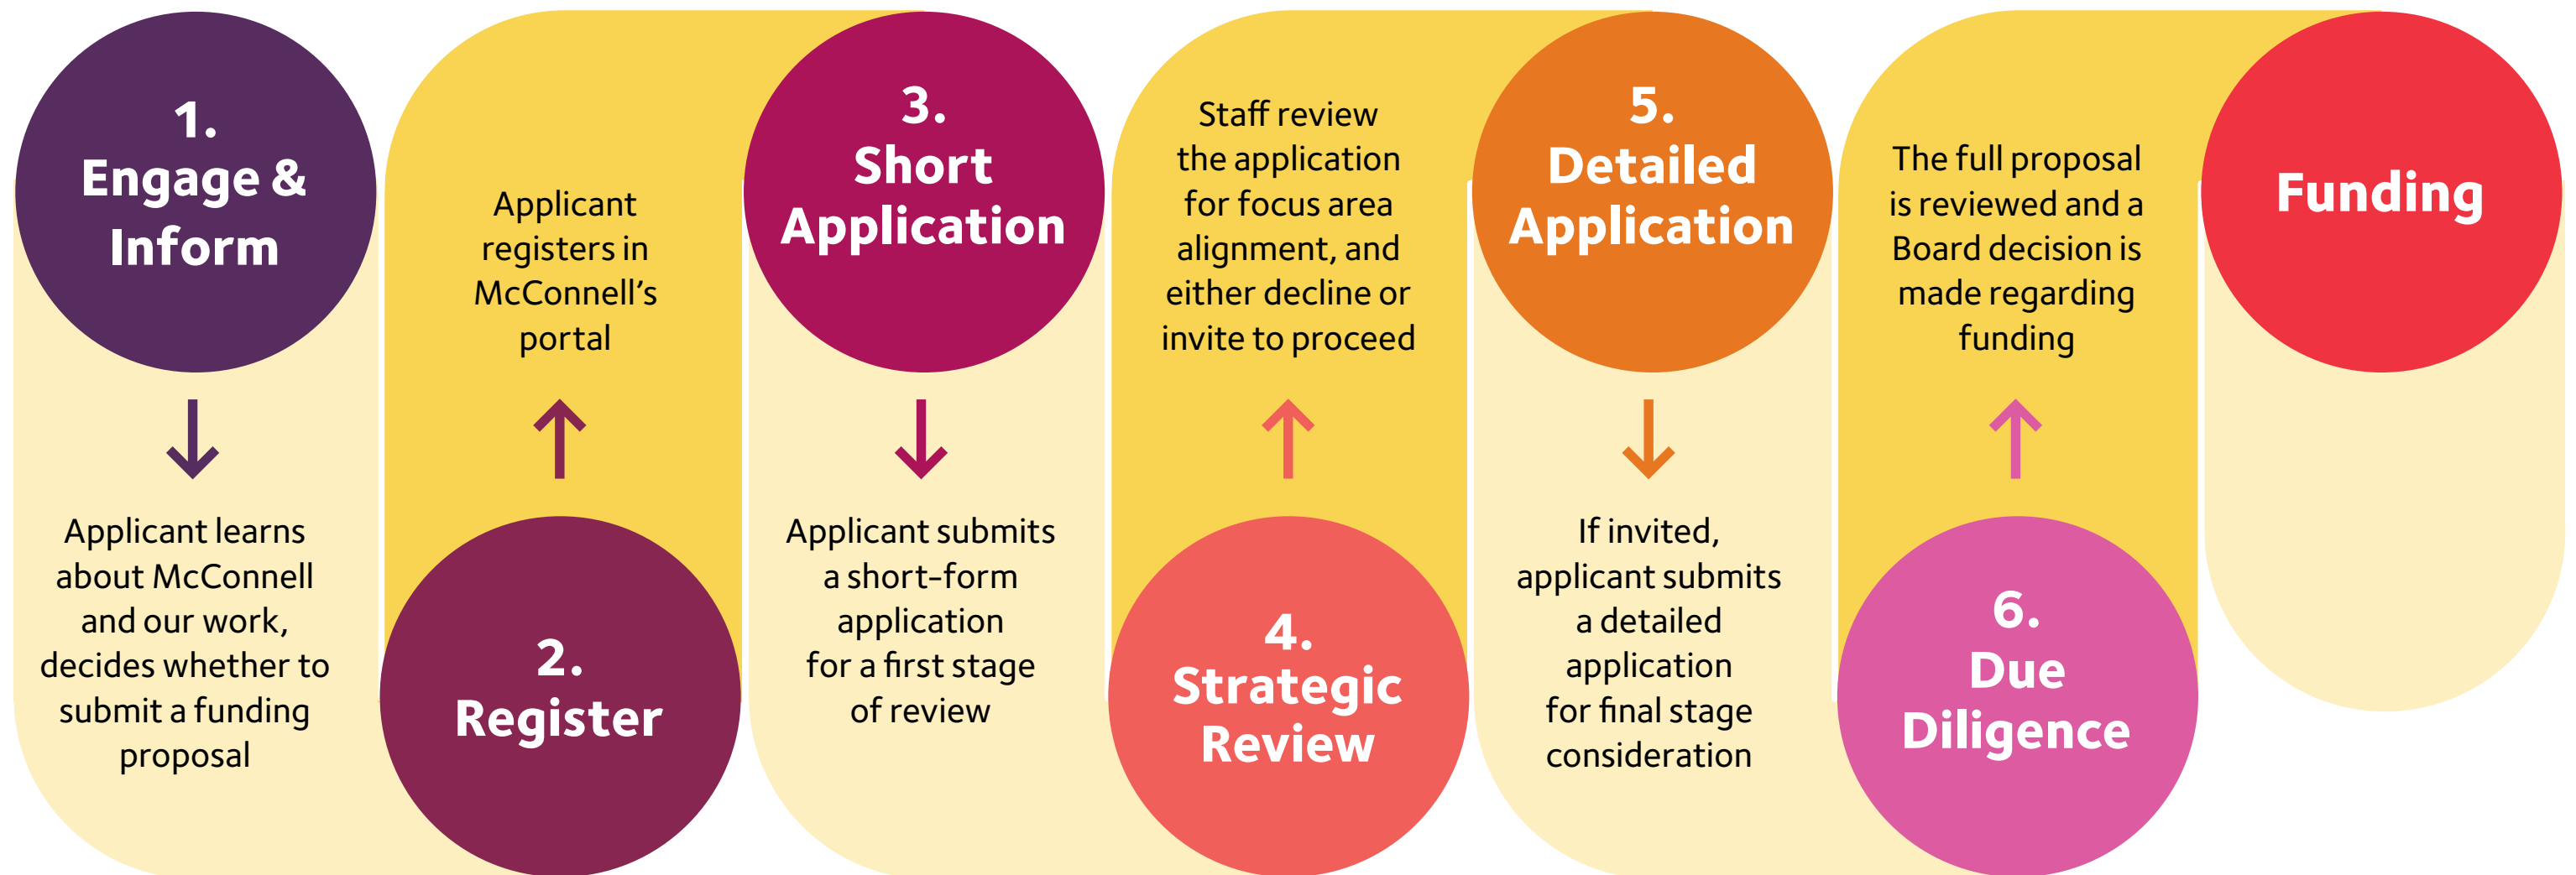 1.
Engage &
Inform
Applicant learns
about McConnell
and our work,
decides whether to
submit a funding
proposal
2.
Register
Applicant
registers in
McConnell’s
portal
3.
Short
Application
Applicant submits
a short-form
application
for a first stage
of review
4.
Strategic
Review
Staff review
the application
for focus area
alignment, and
either decline or
invite to proceed
5.
Detailed
Application
If invited,
applicant submits
a detailed
application
for final stage
consideration
6.
Due
Diligence
The full proposal
is reviewed and a
Board decision is
made regarding
funding
Funding